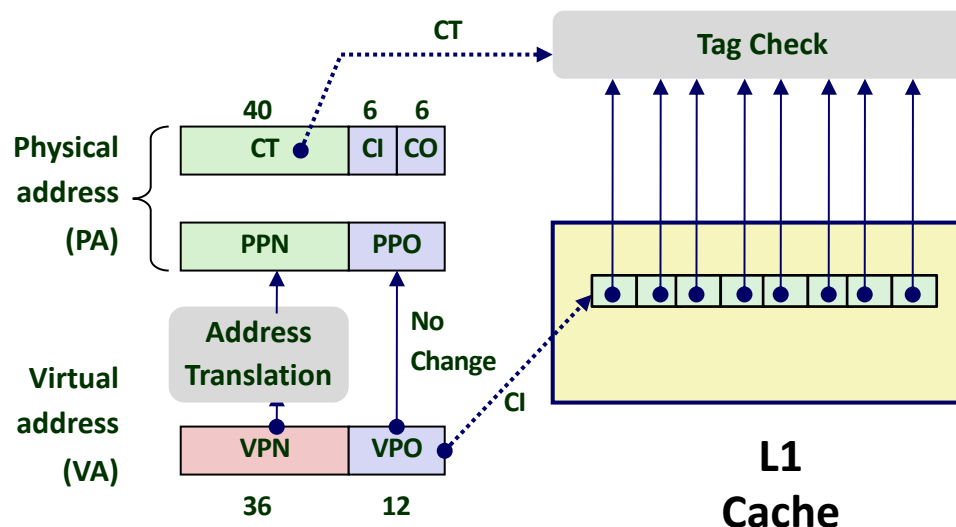 CT
Tag Check
40
6
6
Physical
address
(PA)
CT
CI
CO
PPN
PPO
Address
Translation
No
Change
CI
Virtual
address
(VA)
VPN
VPO
36
12
L1
Cache